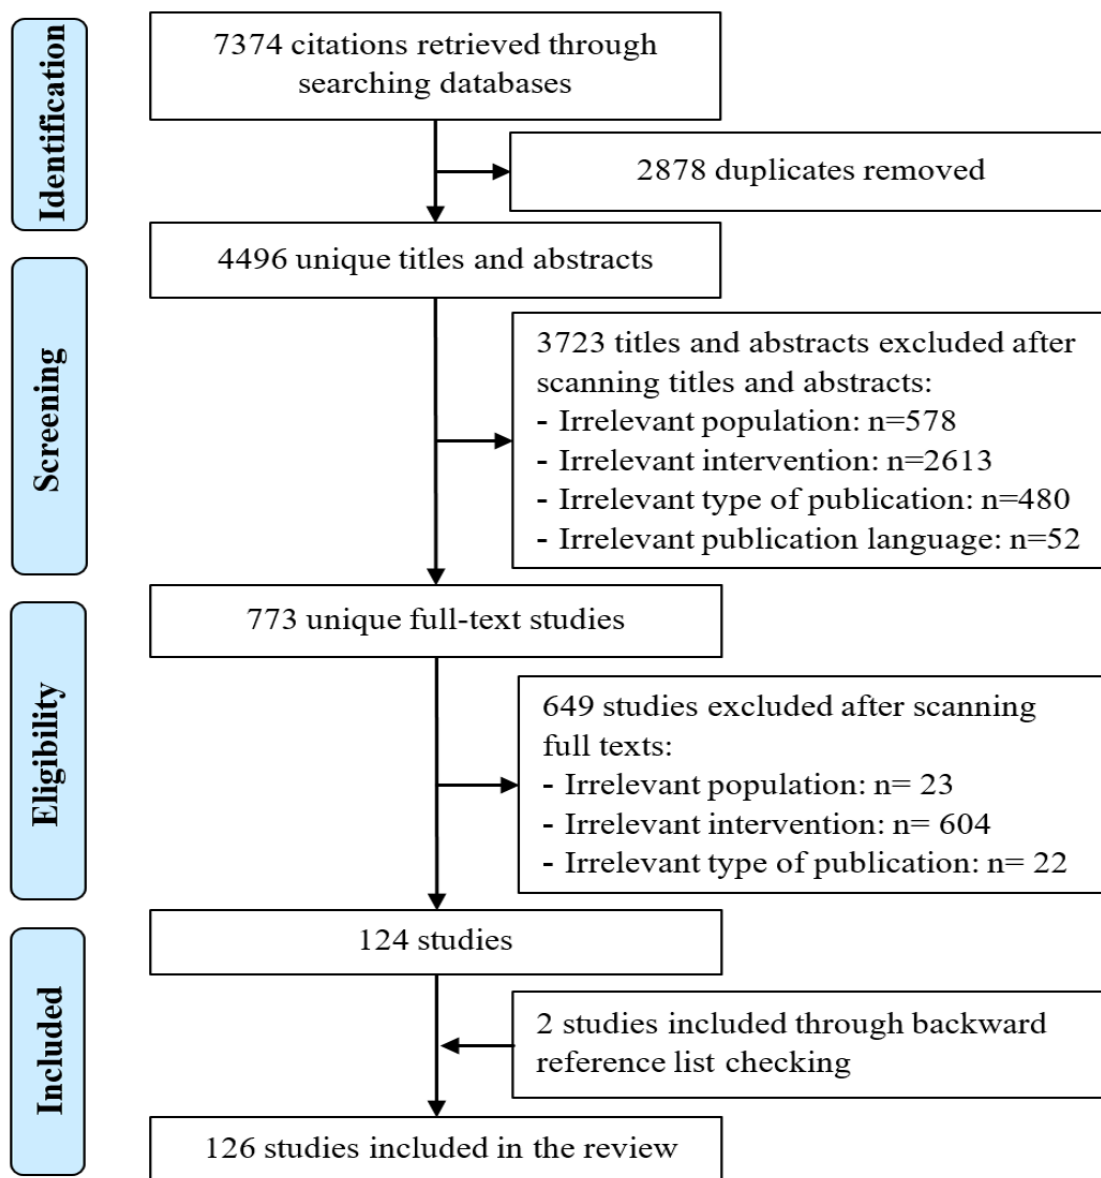 Identification
7374 citations retrieved through
searching databases
2878 duplicates removed
4496 unique titles and abstracts
Screening
3723 titles and abstracts excluded after
scanning titles and abstracts:
- Irrelevant population: n=578
- Irrelevant intervention: n=2613
- Irrelevant type of publication: n=480
- Irrelevant publication language: n=52
773 unique full-text studies
Eligibility
649 studies excluded after scanning
full texts:
- Irrelevant population: n= 23
- Irrelevant intervention: n= 604
- Irrelevant type of publication: n= 22
124 studies
Included
2 studies included through backward
reference list checking
126 studies included in the review